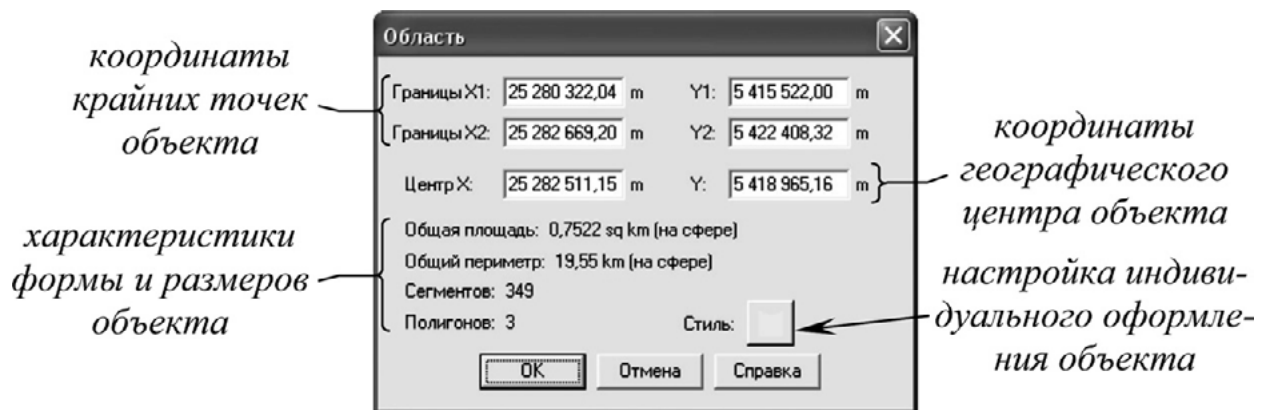 Область
координаты
крайних точек
объекта
Границы X1: 25 280 322,04 m Y1: 5 415 522,00 m
Границы X2: 25 282 669,20 m Y2: 5 422 408,32 m
Центр X: 25 282 511,15 m Y: 5 418 965,16 m
координаты
географического
центра объекта
характеристики
формы и размеров
объекта
Общая площадь: 0,7522 sq km (на сфере)
Общий периметр: 19,55 km (на сфере)
Сегментов: 349
Полигонов: 3
Стиль:
настройка индиви-
дуального оформле-
ния объекта
OK Отмена Справка